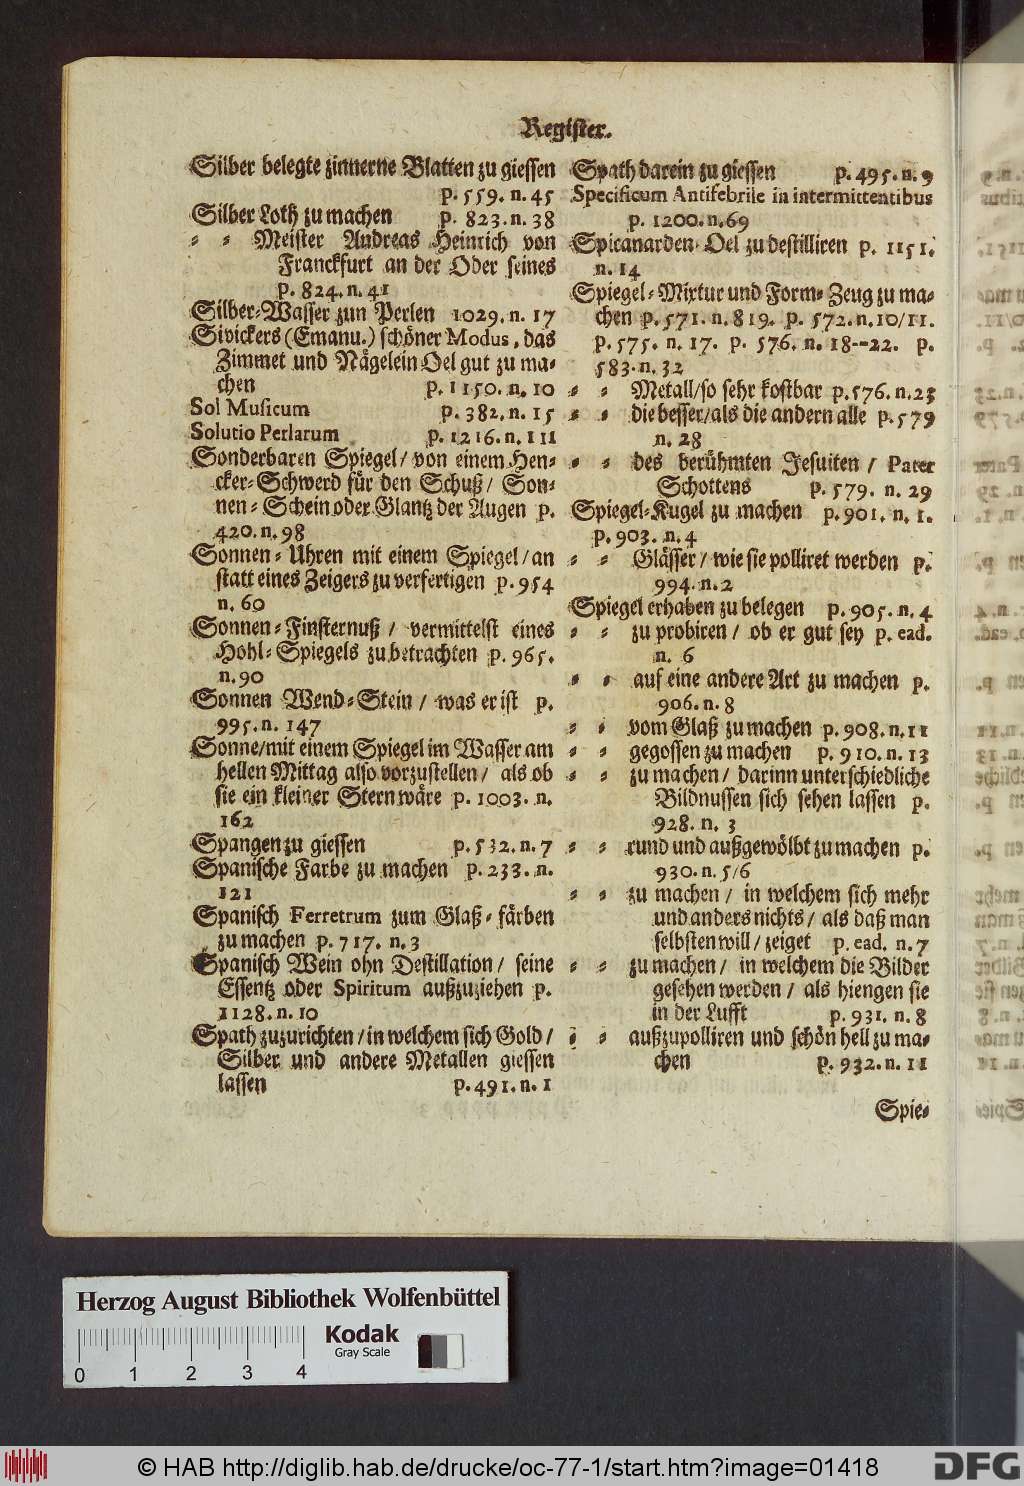 Register.
Silber belegte zinnerne Blatten zu giessen
p. 559. n. 45
Silber Loth zu machen p. 823. n. 38
⸗ ⸗ Meister Andreas Heinrich von
Franckfurt an der Oder seines
p. 824. n. 41
Silber⸗Wasser zun Perlen 1029. n. 17
Sivickers (Emanu.) schöner Modus, das
Zimmet und Nägelein Oel gut zu ma⸗
chen p. 1150. n. 10
Sol Musicum p. 382. n. 15
Solutio Perlarum p. 1216. n. 111
Sonderbaren Spiegel / von einem Hen⸗
cker⸗Schwerd für den Schuß / Son⸗
nen⸗Schein oder Glantz der Augen p.
420. n. 98
Sonnen⸗Uhren mit einem Spiegel / an
statt eines Zeigers zu verfertigen p. 954
n. 60
Sonnen⸗Finsternuß / vermittelst eines
Hohl⸗Spiegels zu betrachten p. 965.
n. 90
Sonnen Wend⸗Stein / was er ist p.
995. n. 147
Sonne / mit einem Spiegel im Wasser am
hellen Mittag also vorzustellen / als ob
sie ein kleiner Stern wäre p. 1003. n.
162
Spangen zu giessen p. 532. n. 7
Spanische Farbe zu machen p. 233. n.
121
Spanisch Ferretrum zum Glaß⸗färben
zu machen p. 717. n. 3
Spanisch Wein ohn Destillation / seine
Essentz oder Spiritum außzuziehen p.
1128. n. 10
Spath zuzurichten / in welchem sich Gold /
Silber und andere Metallen giessen
lassen p. 491. n. 1
Spath darein zu giessen p. 495. n. 9
Specificum Antifebrile in intermittentibus
p. 1200. n. 69
Spicanarden⸗Oel zu destilliren p. 1151.
n. 14
Spiegel⸗Mixtur und Form⸗Zeug zu ma⸗
chen p. 571. n. 819. p. 572. n. 10/11.
p. 575. n. 17. p. 576. n. 18--22. p.
583. n. 32
⸗ ⸗ Metall / so sehr kostbar p. 576. n. 23
⸗ ⸗ die besser / als die andern alle p. 579
n. 28
⸗ ⸗ des berühmten Jesuiten / Pater
Schottens p. 579. n. 29
Spiegel⸗Kugel zu machen p. 901. n. 1.
p. 903. n. 4
⸗ ⸗ Glässer / wie sie polliret werden p.
994. n. 2
Spiegel erhaben zu belegen p. 905. n. 4
⸗ ⸗ zu probiren / ob er gut sey p. ead.
n. 6
⸗ ⸗ auf eine andere Art zu machen p.
906. n. 8
⸗ ⸗ vom Glaß zu machen p. 908. n. 11
⸗ ⸗ gegossen zu machen p. 910. n. 13
⸗ ⸗ zu machen / darinn unterschiedliche
Bildnussen sich sehen lassen p.
928. n. 3
⸗ ⸗ rund und außgewölbt zu machen p.
930. n. 5/6
⸗ ⸗ zu machen / in welchem sich mehr
und anders nichts / als daß man
selbsten will / zeiget p. ead. n. 7
⸗ ⸗ zu machen / in welchem die Bilder
gesehen werden / als hiengen sie
in der Lufft p. 931. n. 8
⸗ ⸗ außzupolliren und schön hell zu ma⸗
chen p. 932. n. 11
Spie⸗
Herzog August Bibliothek Wolfenbüttel
Kodak
Gray Scale
0 1 2 3 4
© HAB http://diglib.hab.de/drucke/oc-77-1/start.htm?image=01418
DFG